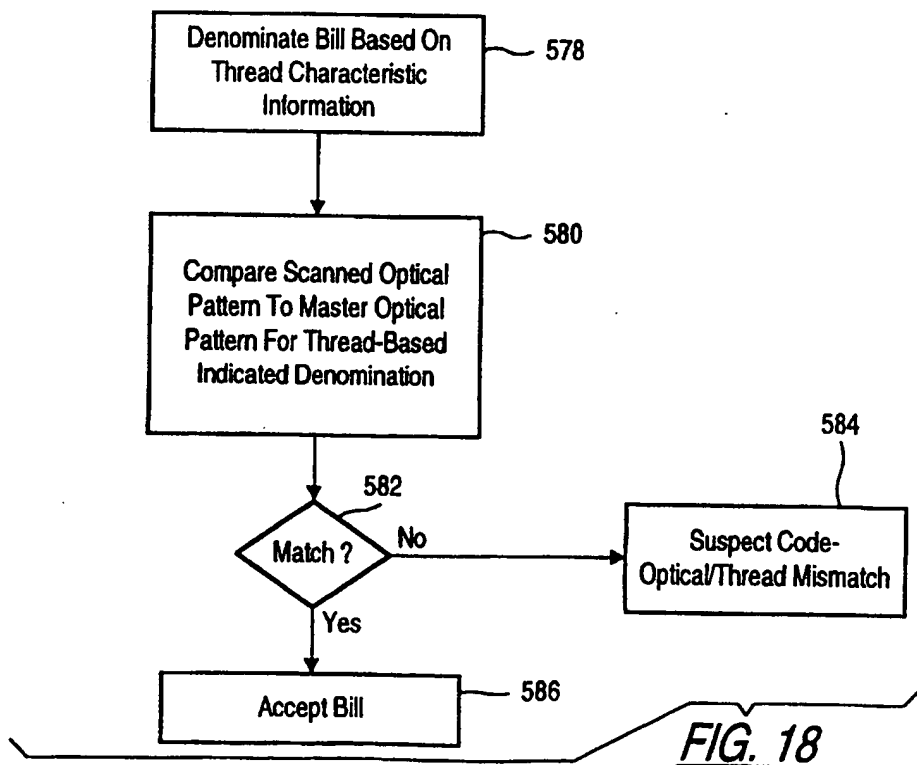 Denominate Bill Based On
Thread Characteristic
Information
578
580
Compare Scanned Optical
Pattern To Master Optical
Pattern For Thread-Based
Indicated Denomination
582
Match ?
No
584
Suspect Code-
Optical/Thread Mismatch
Yes
Accept Bill
586
FIG. 18